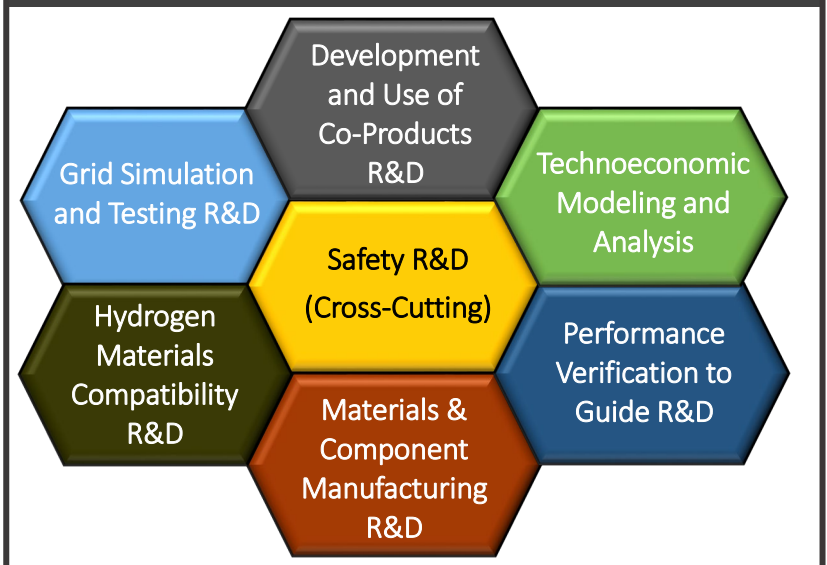 Development
and Use of
Co-Products
R&D
Grid Simulation
and Testing R&D
Technoeconomic
Modeling and
Analysis
Safety R&D
(Cross-Cutting)
Hydrogen
Materials
Compatibility
R&D
Performance
Verification to
Guide R&D
Materials &
Component
Manufacturing
R&D